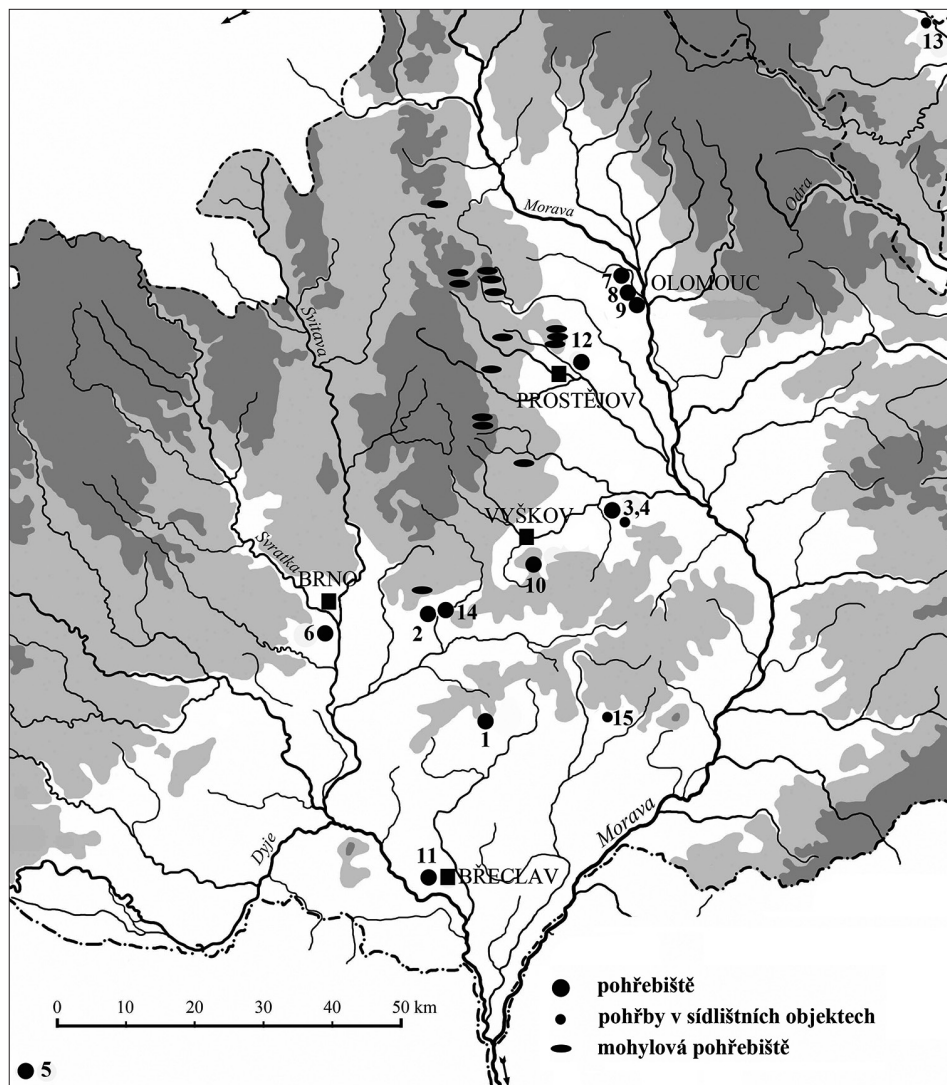 13
Morava
Odra
7
OLOMOUC
8
9
Svitava
12
PROSTĚJOV
3,4
VYŠKOV
Svratka
BRNO
10
14
2
6
15
1
Morava
Dyje
11
BŘECLAV
0 10 20 30 40 50 km
pohřebiště
pohřby v sídlištních objektech
mohylová pohřebiště
5